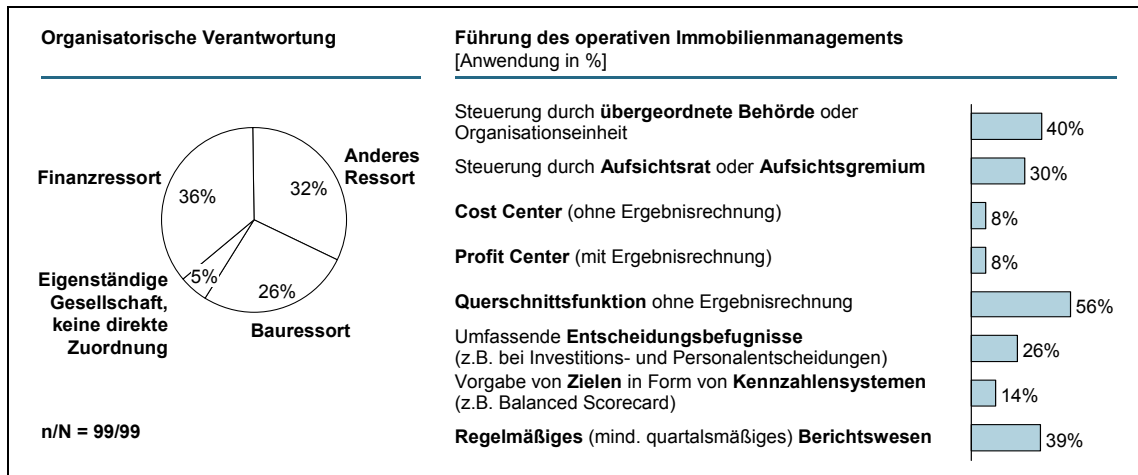 Organisatorische Verantwortung
Anderes
Ressort
32%
Finanzressort
36%
Eigenständige
Gesellschaft,
keine direkte
Zuordnung
5%
26%
Bauressort
n/N = 99/99
Führung des operativen Immobilienmanagements
[Anwendung in %]
Steuerung durch übergeordnete Behörde oder
Organisationseinheit
40%
Steuerung durch Aufsichtsrat oder Aufsichtsgremium
30%
Cost Center (ohne Ergebnisrechnung)
8%
Profit Center (mit Ergebnisrechnung)
8%
Querschnittsfunktion ohne Ergebnisrechnung
56%
Umfassende Entscheidungsbefugnisse
(z.B. bei Investitions- und Personalentscheidungen)
26%
Vorgabe von Zielen in Form von Kennzahlensystemen
(z.B. Balanced Scorecard)
14%
Regelmäßiges (mind. quartalsmäßiges) Berichtswesen
39%